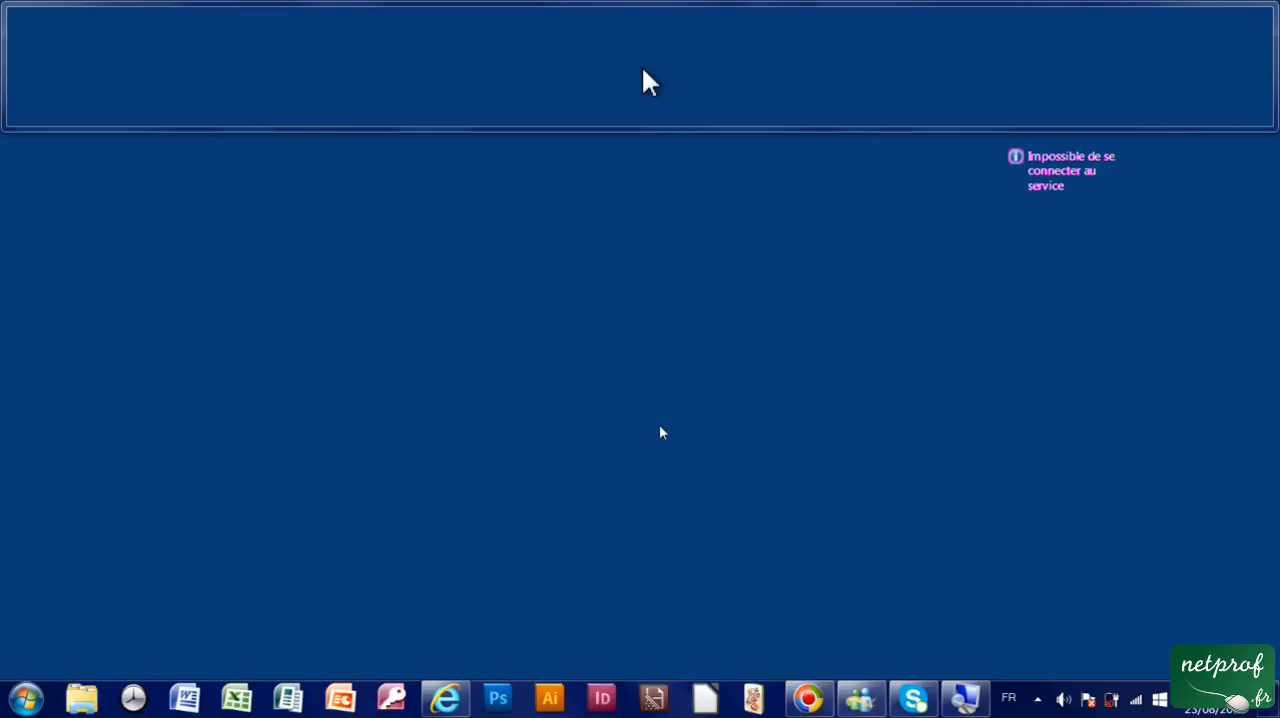 Impossible de se
connecter au
service
Ps
Ai
ID
FR
netprof
.fr